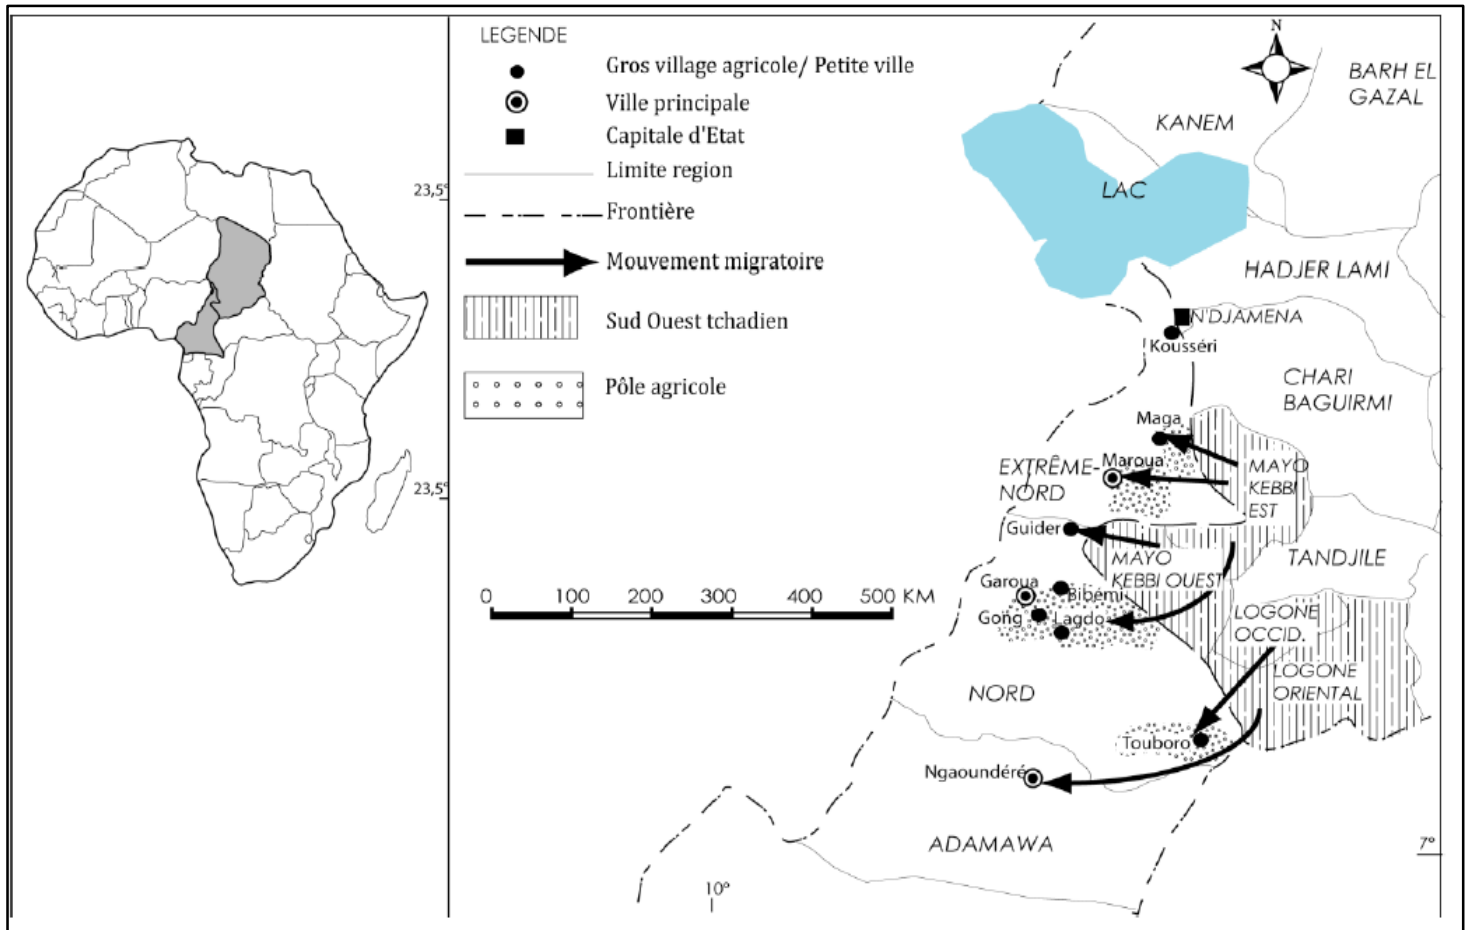 LEGENDE
Gros village agricole/ Petite ville
Ville principale
Capitale d'Etat
Limite region
Frontière
Mouvement migratoire
Sud Ouest tchadien
Pôle agricole
23,5°
23,5°
0 100 200 300 400 500 KM
N
BARH EL
GAZAL
KANEM
LAC
HADJER LAMI
N'DJAMENA
Kousséri
CHARI
BAGUIRMI
Maga
Maroua
EXTRÊME-
NORD
MAYO
KEBBI
EST
Guider
MAYO
KEBBI OUEST
TANDJILE
Garoua
Bibémi
Gong
Lagdo
LOGONE
OCCID.
LOGONE
ORIENTAL
NORD
Touboro
Ngaoundéré
ADAMAWA
7°
10°